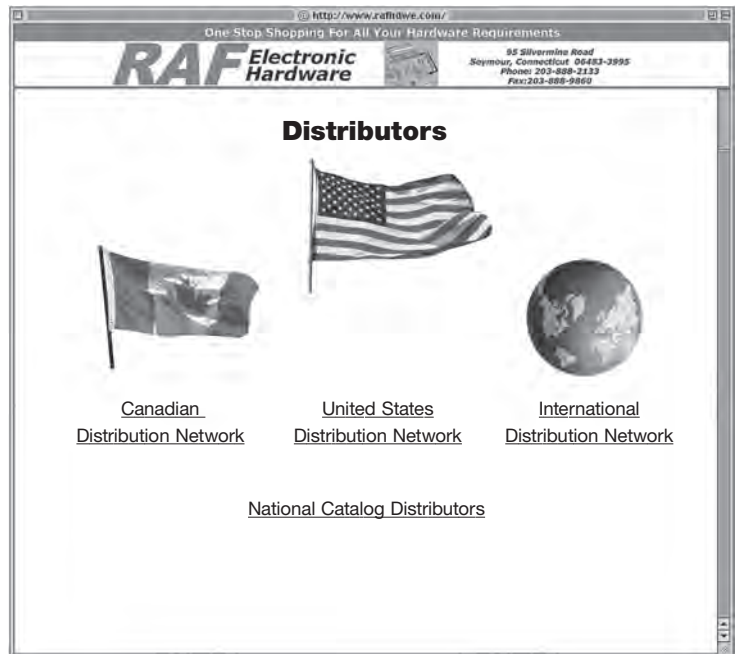 http://www.rafhdwe.com/
One Stop Shopping For All Your Hardware Requirements
RAF Electronic
Hardware
95 Silvermine Road
Seymour, Connecticut 06483-3995
Phone: 203-888-2133
Fax:203-888-9860
Distributors
Canadian
Distribution Network
United States
Distribution Network
International
Distribution Network
National Catalog Distributors